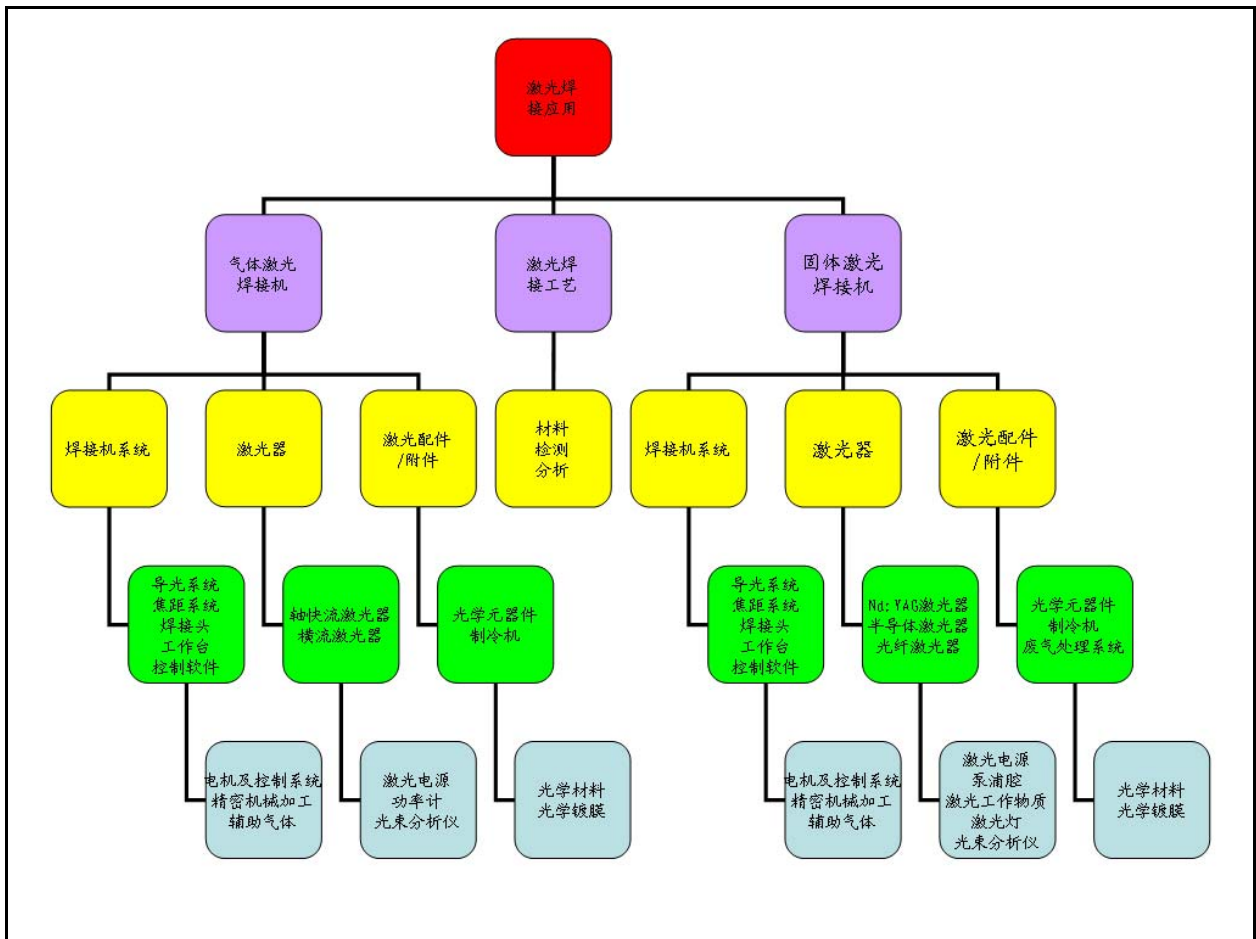 激光焊
接应用
气体激光
焊接机
激光焊
接工艺
固体激光
焊接机
焊接机系统
激光器
激光配件
/附件
材料
检测
分析
焊接机系统
激光器
激光配件
/附件
导光系统
焦距系统
焊接头
工作台
控制软件
轴快流激光器
横流激光器
光学元器件
制冷机
导光系统
焦距系统
焊接头
工作台
控制软件
Nd:YAG激光器
半导体激光器
光纤激光器
光学元器件
制冷机
废气处理系统
电机及控制系统
精密机械加工
辅助气体
激光电源
功率计
光束分析仪
光学材料
光学镀膜
电机及控制系统
精密机械加工
辅助气体
激光电源
泵浦腔
激光工作物质
激光灯
光束分析仪
光学材料
光学镀膜